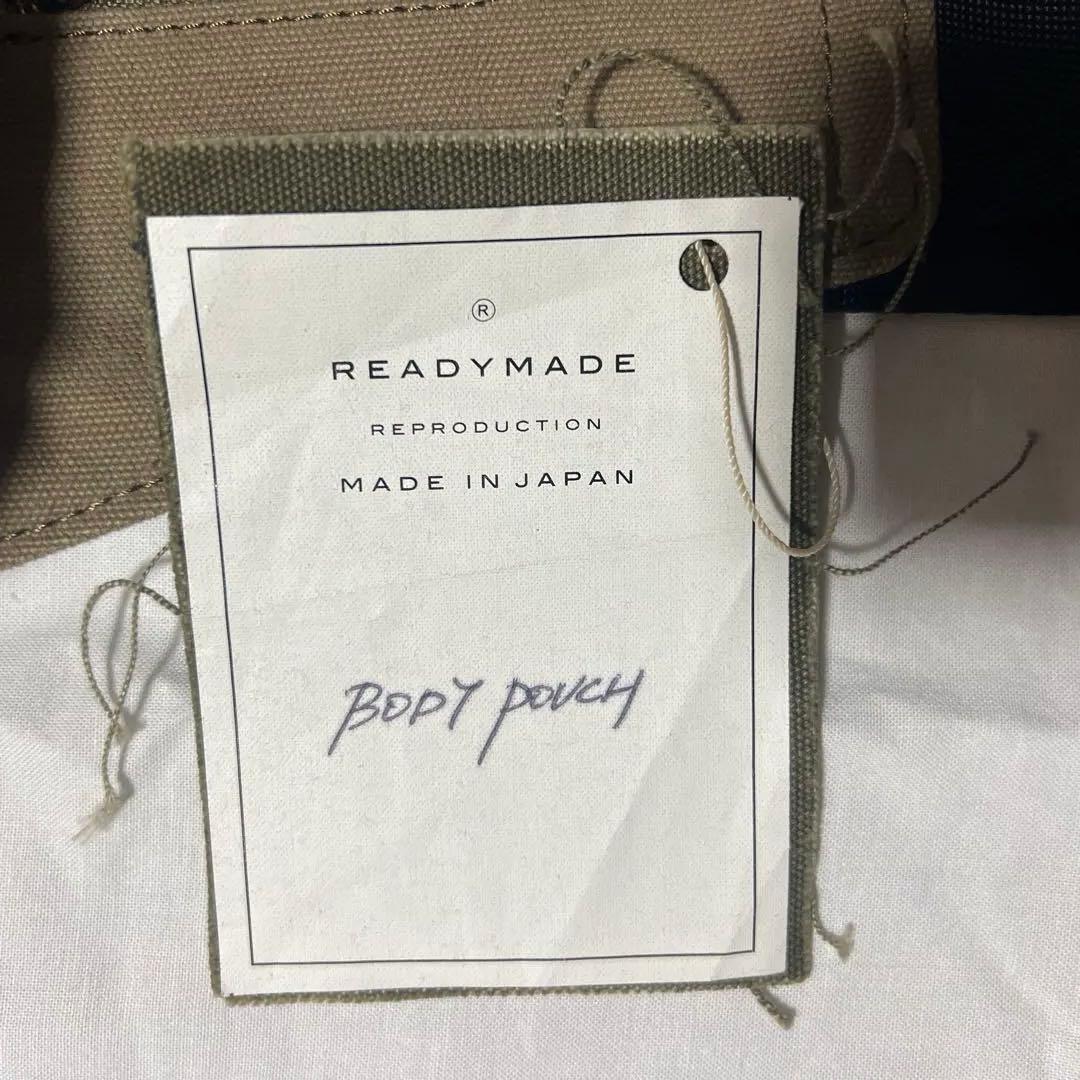 ®
READYMADE
REPRODUCTION
MADE IN JAPAN
BODY POUCH